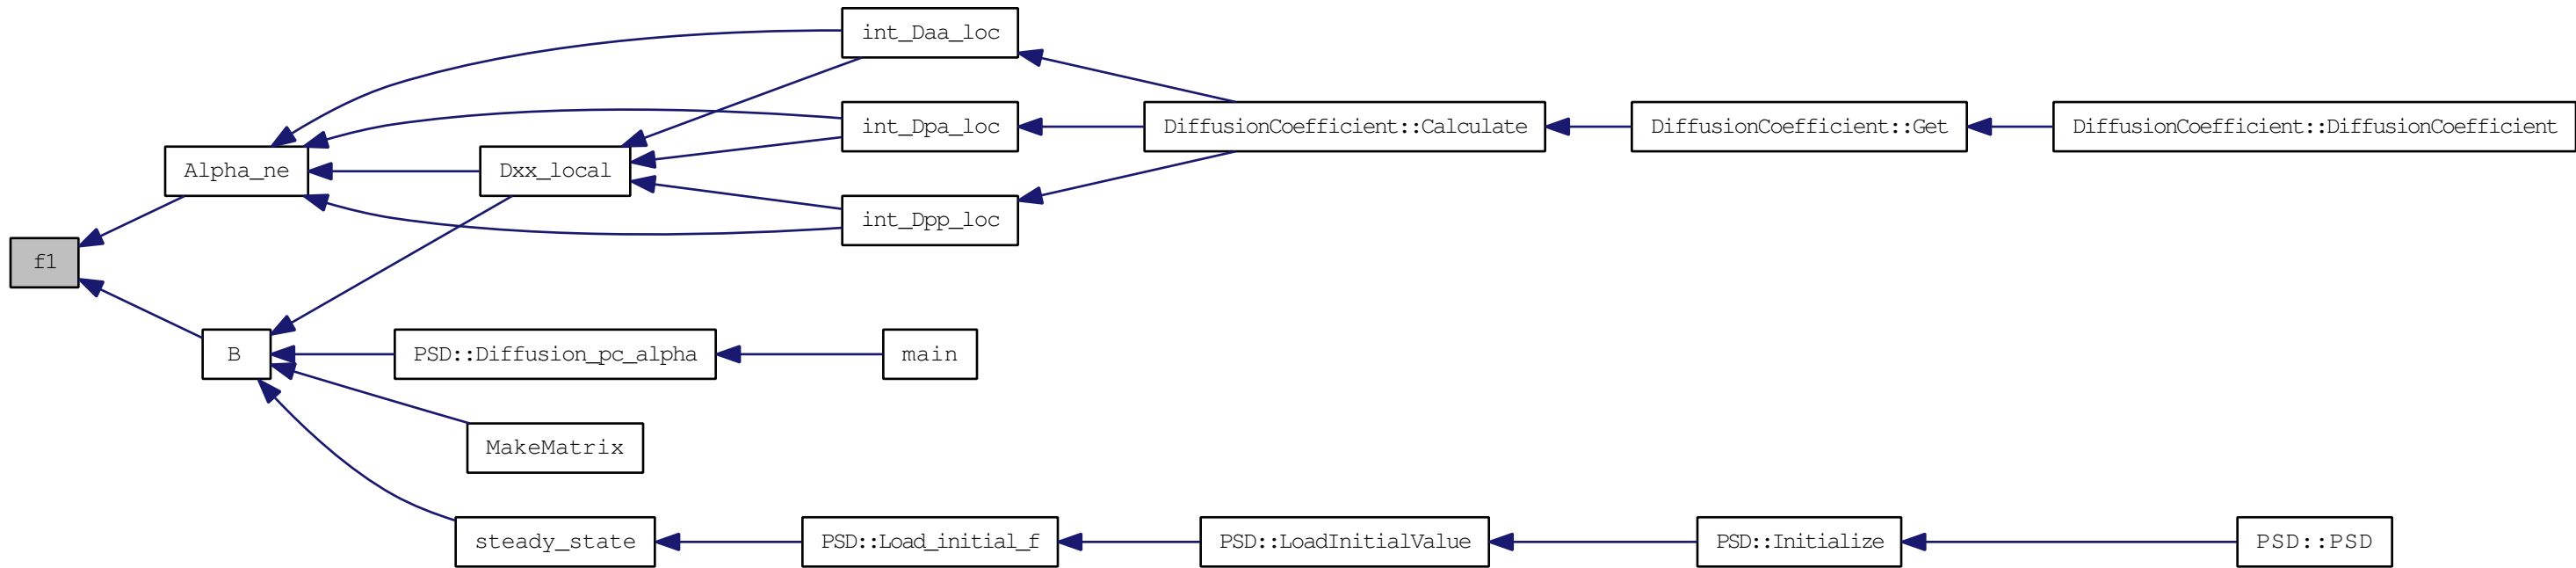 int_Daa_loc
int_Dpa_loc
DiffusionCoefficient::Calculate
DiffusionCoefficient::Get
DiffusionCoefficient::DiffusionCoefficient
Alpha_ne
Dxx_local
int_Dpp_loc
f1
B
PSD::Diffusion_pc_alpha
main
MakeMatrix
steady_state
PSD::Load_initial_f
PSD::LoadInitialValue
PSD::Initialize
PSD::PSD